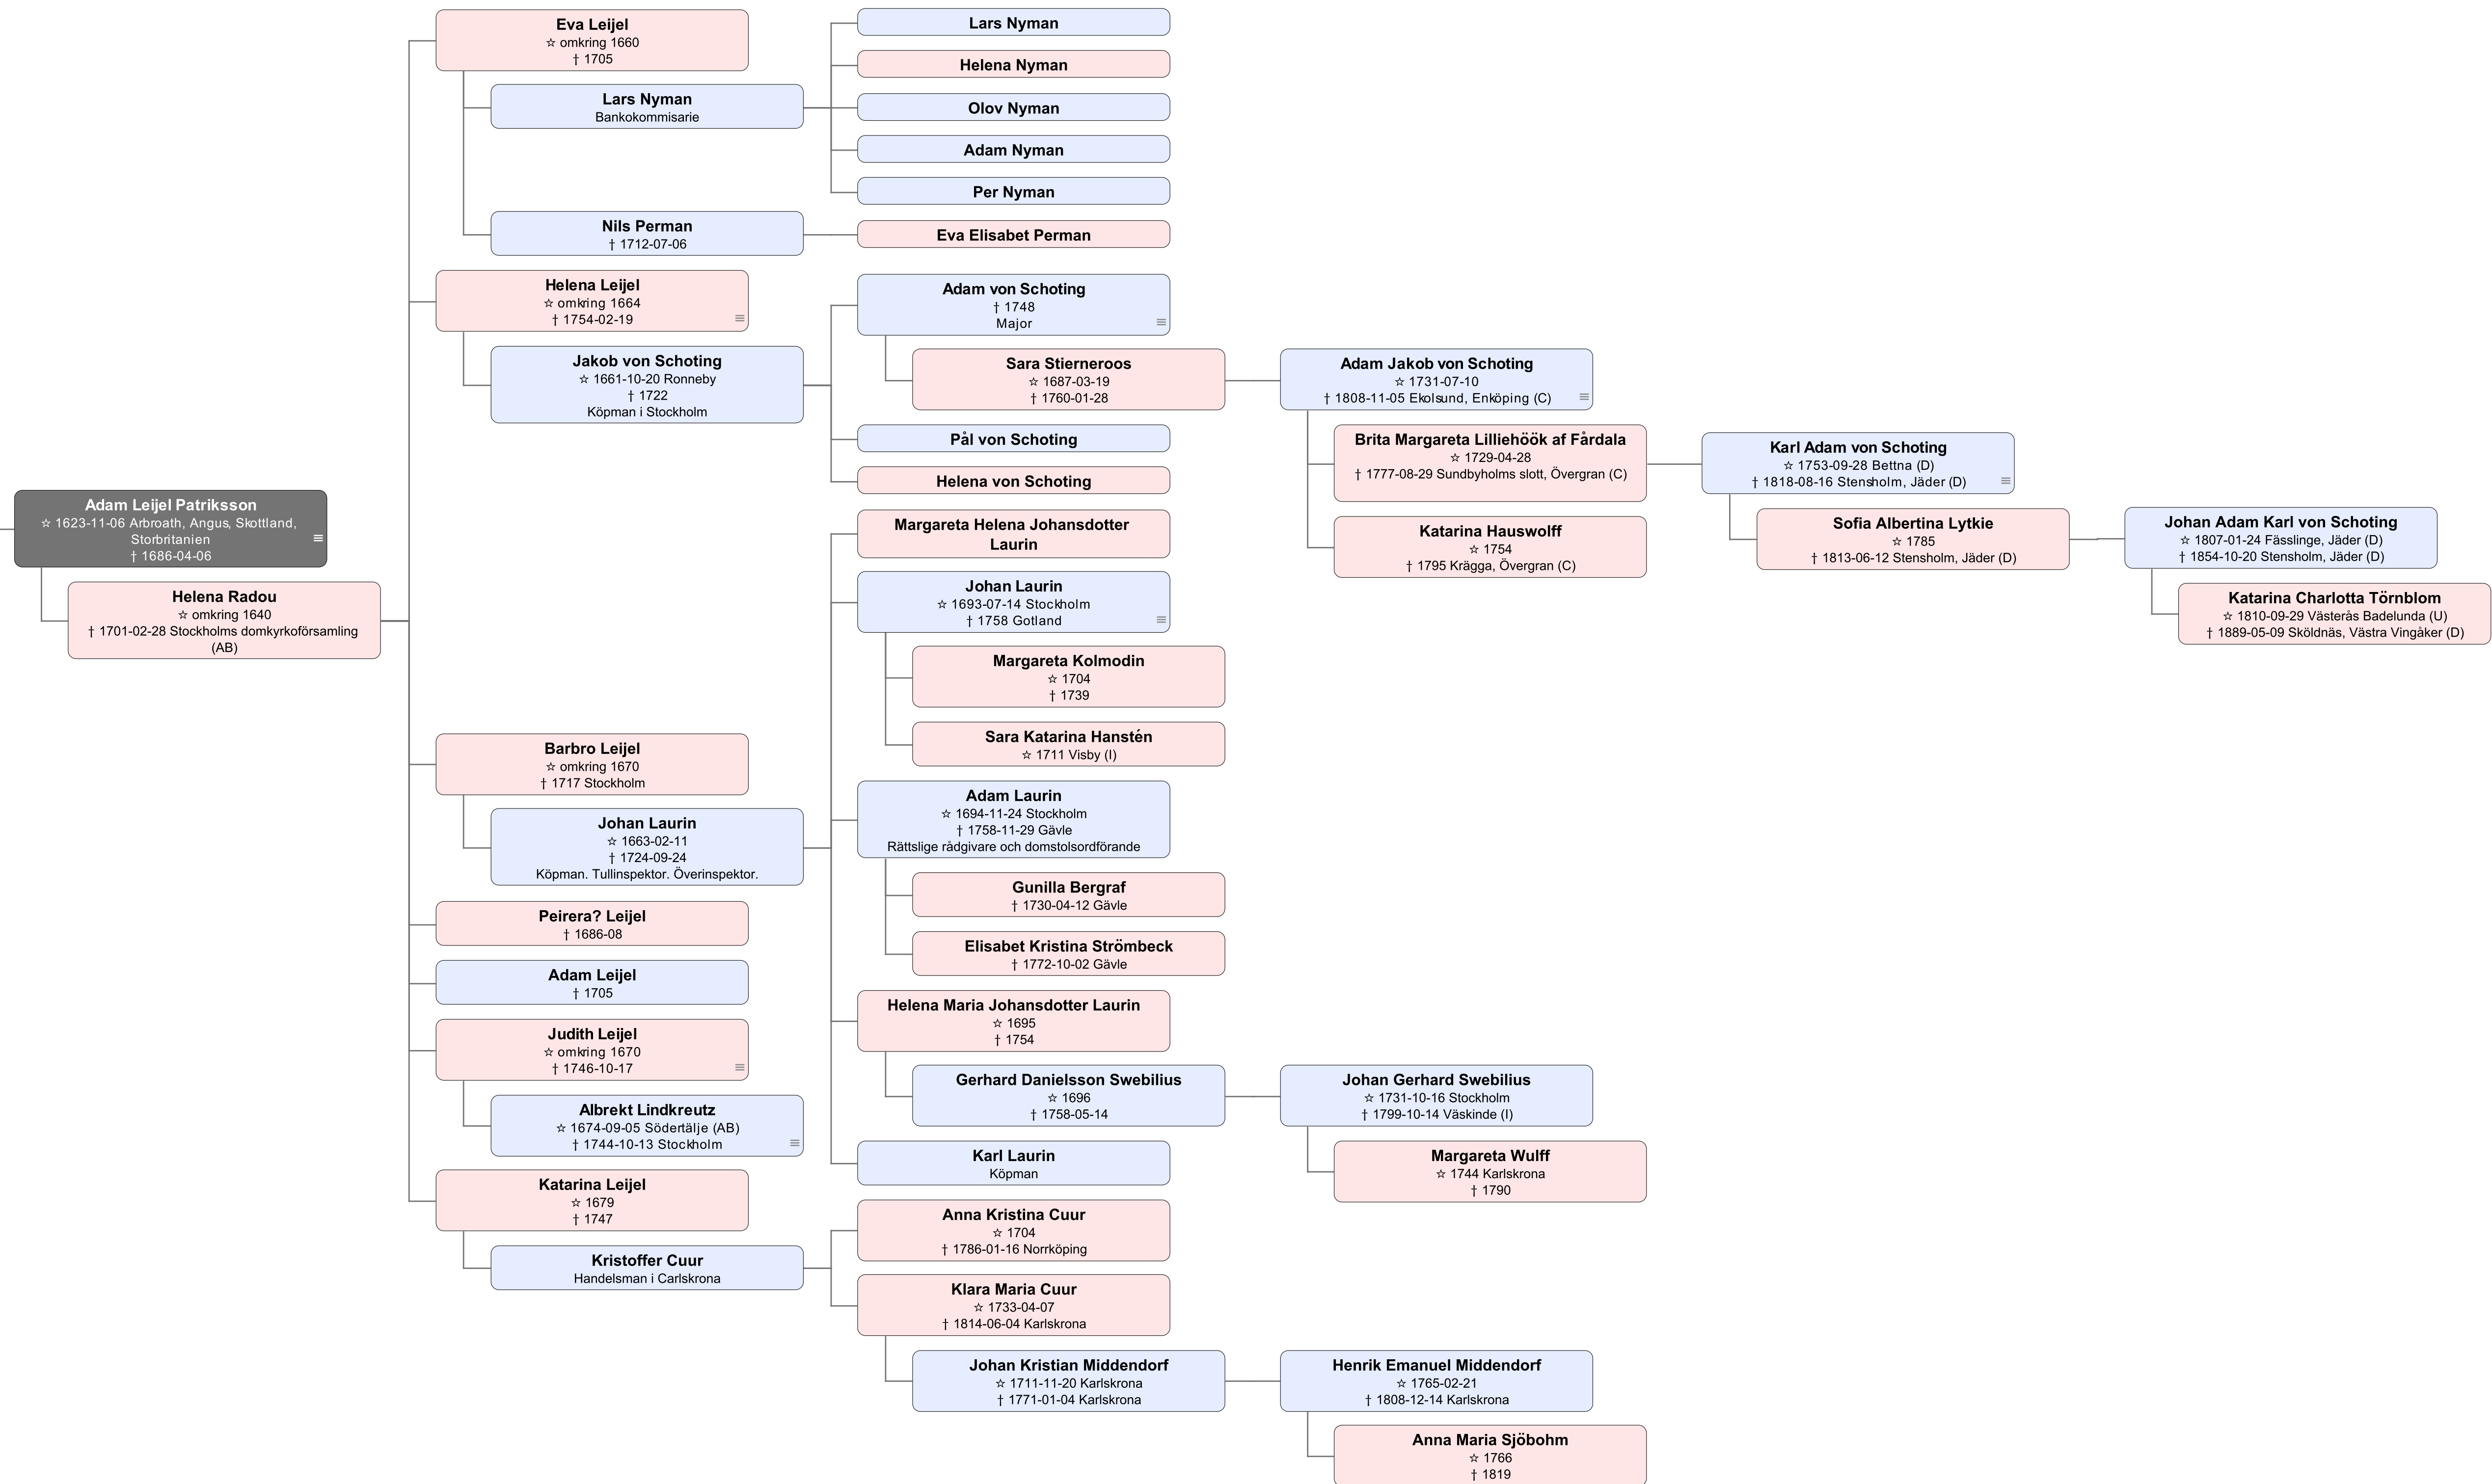 Adam Leijel Patriksson
☆ 1623-11-06 Arbroath, Angus, Skottland,
Storbritanien
† 1686-04-06
Helena Radou
☆ omkring 1640
† 1701-02-28 Stockholms domkyrkoförsamling
(AB)
Eva Leijel
☆ omkring 1660
† 1705
Lars Nyman
Bankokommisarie
Nils Perman
† 1712-07-06
Helena Leijel
☆ omkring 1664
† 1754-02-19
Jakob von Schoting
☆ 1661-10-20 Ronneby
† 1722
Köpman i Stockholm
Barbro Leijel
☆ omkring 1670
† 1717 Stockholm
Johan Laurin
☆ 1663-02-11
† 1724-09-24
Köpman. Tullinspektor. Överinspektor.
Peirera? Leijel
† 1686-08
Adam Leijel
† 1705
Judith Leijel
☆ omkring 1670
† 1746-10-17
Albrekt Lindkreutz
☆ 1674-09-05 Södertälje (AB)
† 1744-10-13 Stockholm
Katarina Leijel
☆ 1679
† 1747
Kristoffer Cuur
Handelsman i Carlskrona
Lars Nyman
Helena Nyman
Olov Nyman
Adam Nyman
Per Nyman
Eva Elisabet Perman
Adam von Schoting
† 1748
Major
Sara Stierneroos
☆ 1687-03-19
† 1760-01-28
Pål von Schoting
Helena von Schoting
Margareta Helena Johansdotter
Laurin
Johan Laurin
☆ 1693-07-14 Stockholm
† 1758 Gotland
Margareta Kolmodin
☆ 1704
† 1739
Sara Katarina Hanstén
☆ 1711 Visby (I)
Adam Laurin
☆ 1694-11-24 Stockholm
† 1758-11-29 Gävle
Rättslige rådgivare och domstolsordförande
Gunilla Bergraf
† 1730-04-12 Gävle
Elisabet Kristina Strömbeck
† 1772-10-02 Gävle
Helena Maria Johansdotter Laurin
☆ 1695
† 1754
Gerhard Danielsson Swebilius
☆ 1696
† 1758-05-14
Karl Laurin
Köpman
Anna Kristina Cuur
☆ 1704
† 1786-01-16 Norrköping
Klara Maria Cuur
☆ 1733-04-07
† 1814-06-04 Karlskrona
Johan Kristian Middendorf
☆ 1711-11-20 Karlskrona
† 1771-01-04 Karlskrona
Adam Jakob von Schoting
☆ 1731-07-10
† 1808-11-05 Ekolsund, Enköping (C)
Brita Margareta Lilliehöök af Fårdala
☆ 1729-04-28
† 1777-08-29 Sundbyholms slott, Övergran (C)
Katarina Hauswolff
☆ 1754
† 1795 Krägga, Övergran (C)
Johan Gerhard Swebilius
☆ 1731-10-16 Stockholm
† 1799-10-14 Väskinde (I)
Margareta Wulff
☆ 1744 Karlskrona
† 1790
Henrik Emanuel Middendorf
☆ 1765-02-21
† 1808-12-14 Karlskrona
Anna Maria Sjöbohm
☆ 1766
† 1819
Karl Adam von Schoting
☆ 1753-09-28 Bettna (D)
† 1818-08-16 Stensholm, Jäder (D)
Sofia Albertina Lytkie
☆ 1785
† 1813-06-12 Stensholm, Jäder (D)
Johan Adam Karl von Schoting
☆ 1807-01-24 Fässlinge, Jäder (D)
† 1854-10-20 Stensholm, Jäder (D)
Katarina Charlotta Törnblom
☆ 1810-09-29 Västerås Badelunda (U)
† 1889-05-09 Sköldnäs, Västra Vingåker (D)